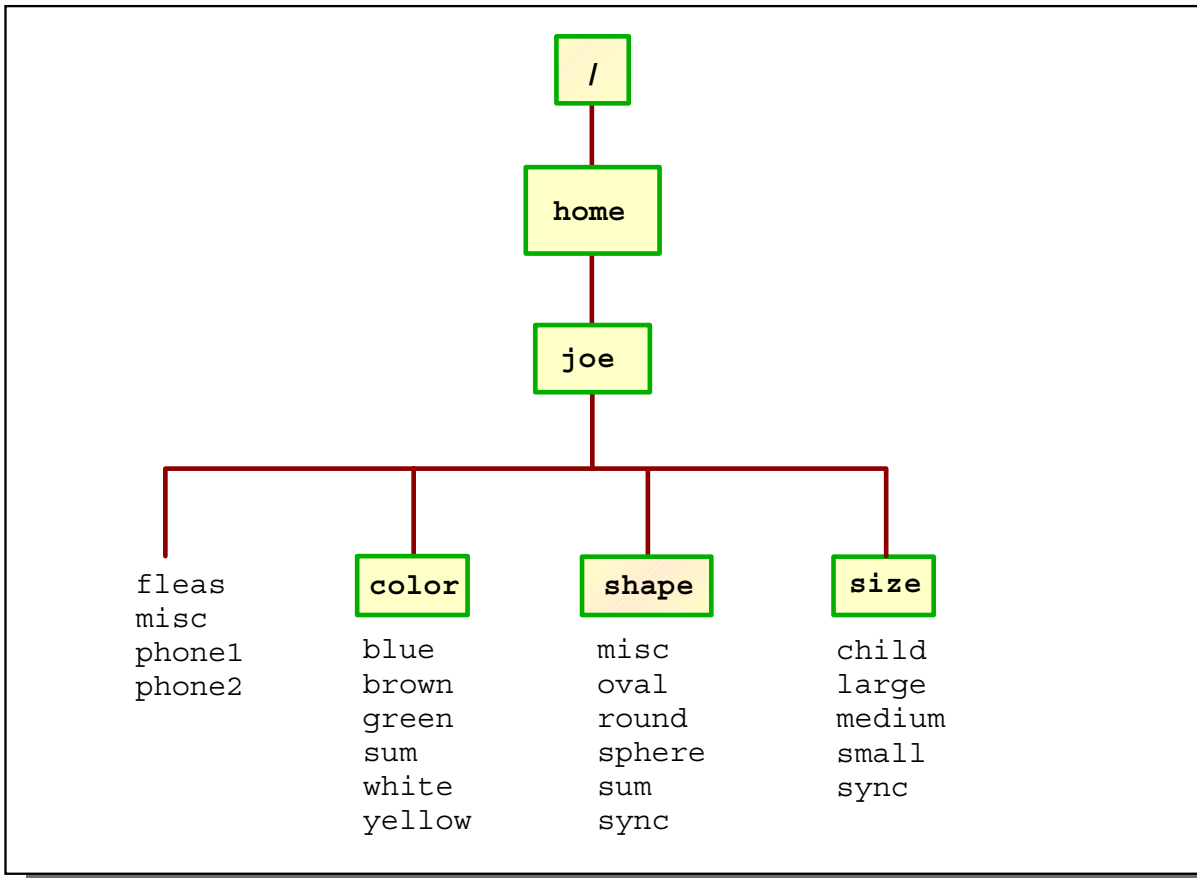 /
home
joe
fleas
misc
phone1
phone2
color
blue
brown
green
sum
white
yellow
shape
misc
oval
round
sphere
sum
sync
size
child
large
medium
small
sync